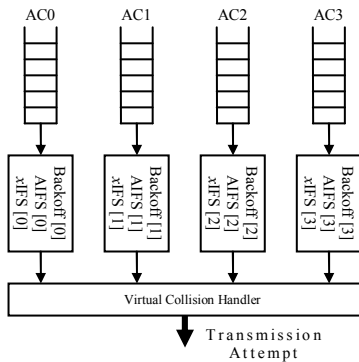 AC0 AC1 AC2 AC3
Backoff [0]
AIFS [0]
xIFS [0]
Backoff [1]
AIFS [1]
xIFS [1]
Backoff [2]
AIFS [2]
xIFS [2]
Backoff [3]
AIFS [3]
xIFS [3]
Virtual Collision Handler
Transmission
Attempt